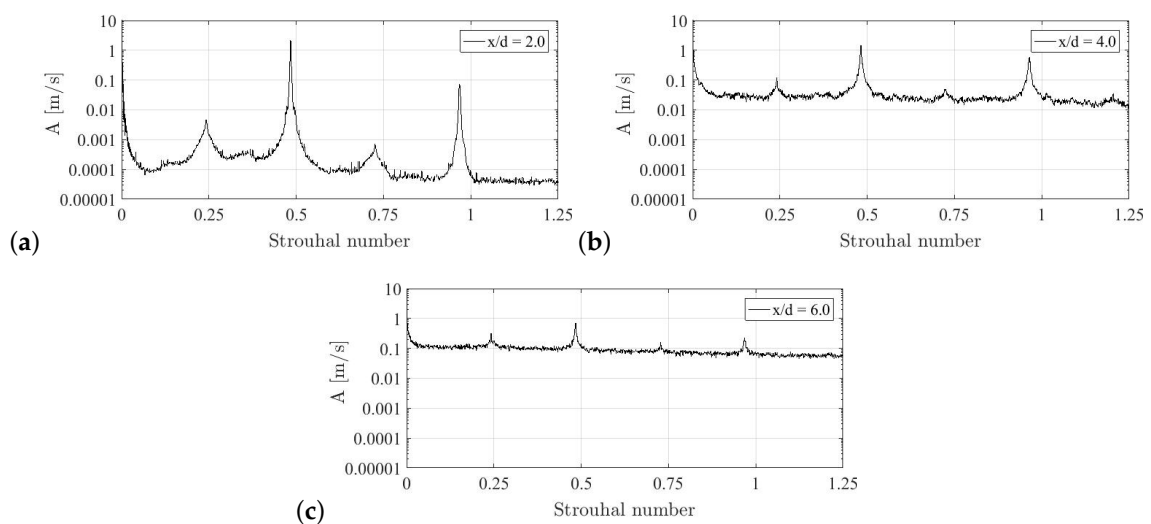 10
1
0.1
0.01
0.001
0.0001
0.00001
A [m/s]
x/d = 2.0
0 0.25 0.5 0.75 1 1.25
Strouhal number
(a)
10
1
0.1
0.01
0.001
0.0001
0.00001
A [m/s]
x/d = 4.0
0 0.25 0.5 0.75 1 1.25
Strouhal number
(b)
10
1
0.1
0.01
0.001
0.0001
0.00001
A [m/s]
x/d = 6.0
0 0.25 0.5 0.75 1 1.25
Strouhal number
(c)